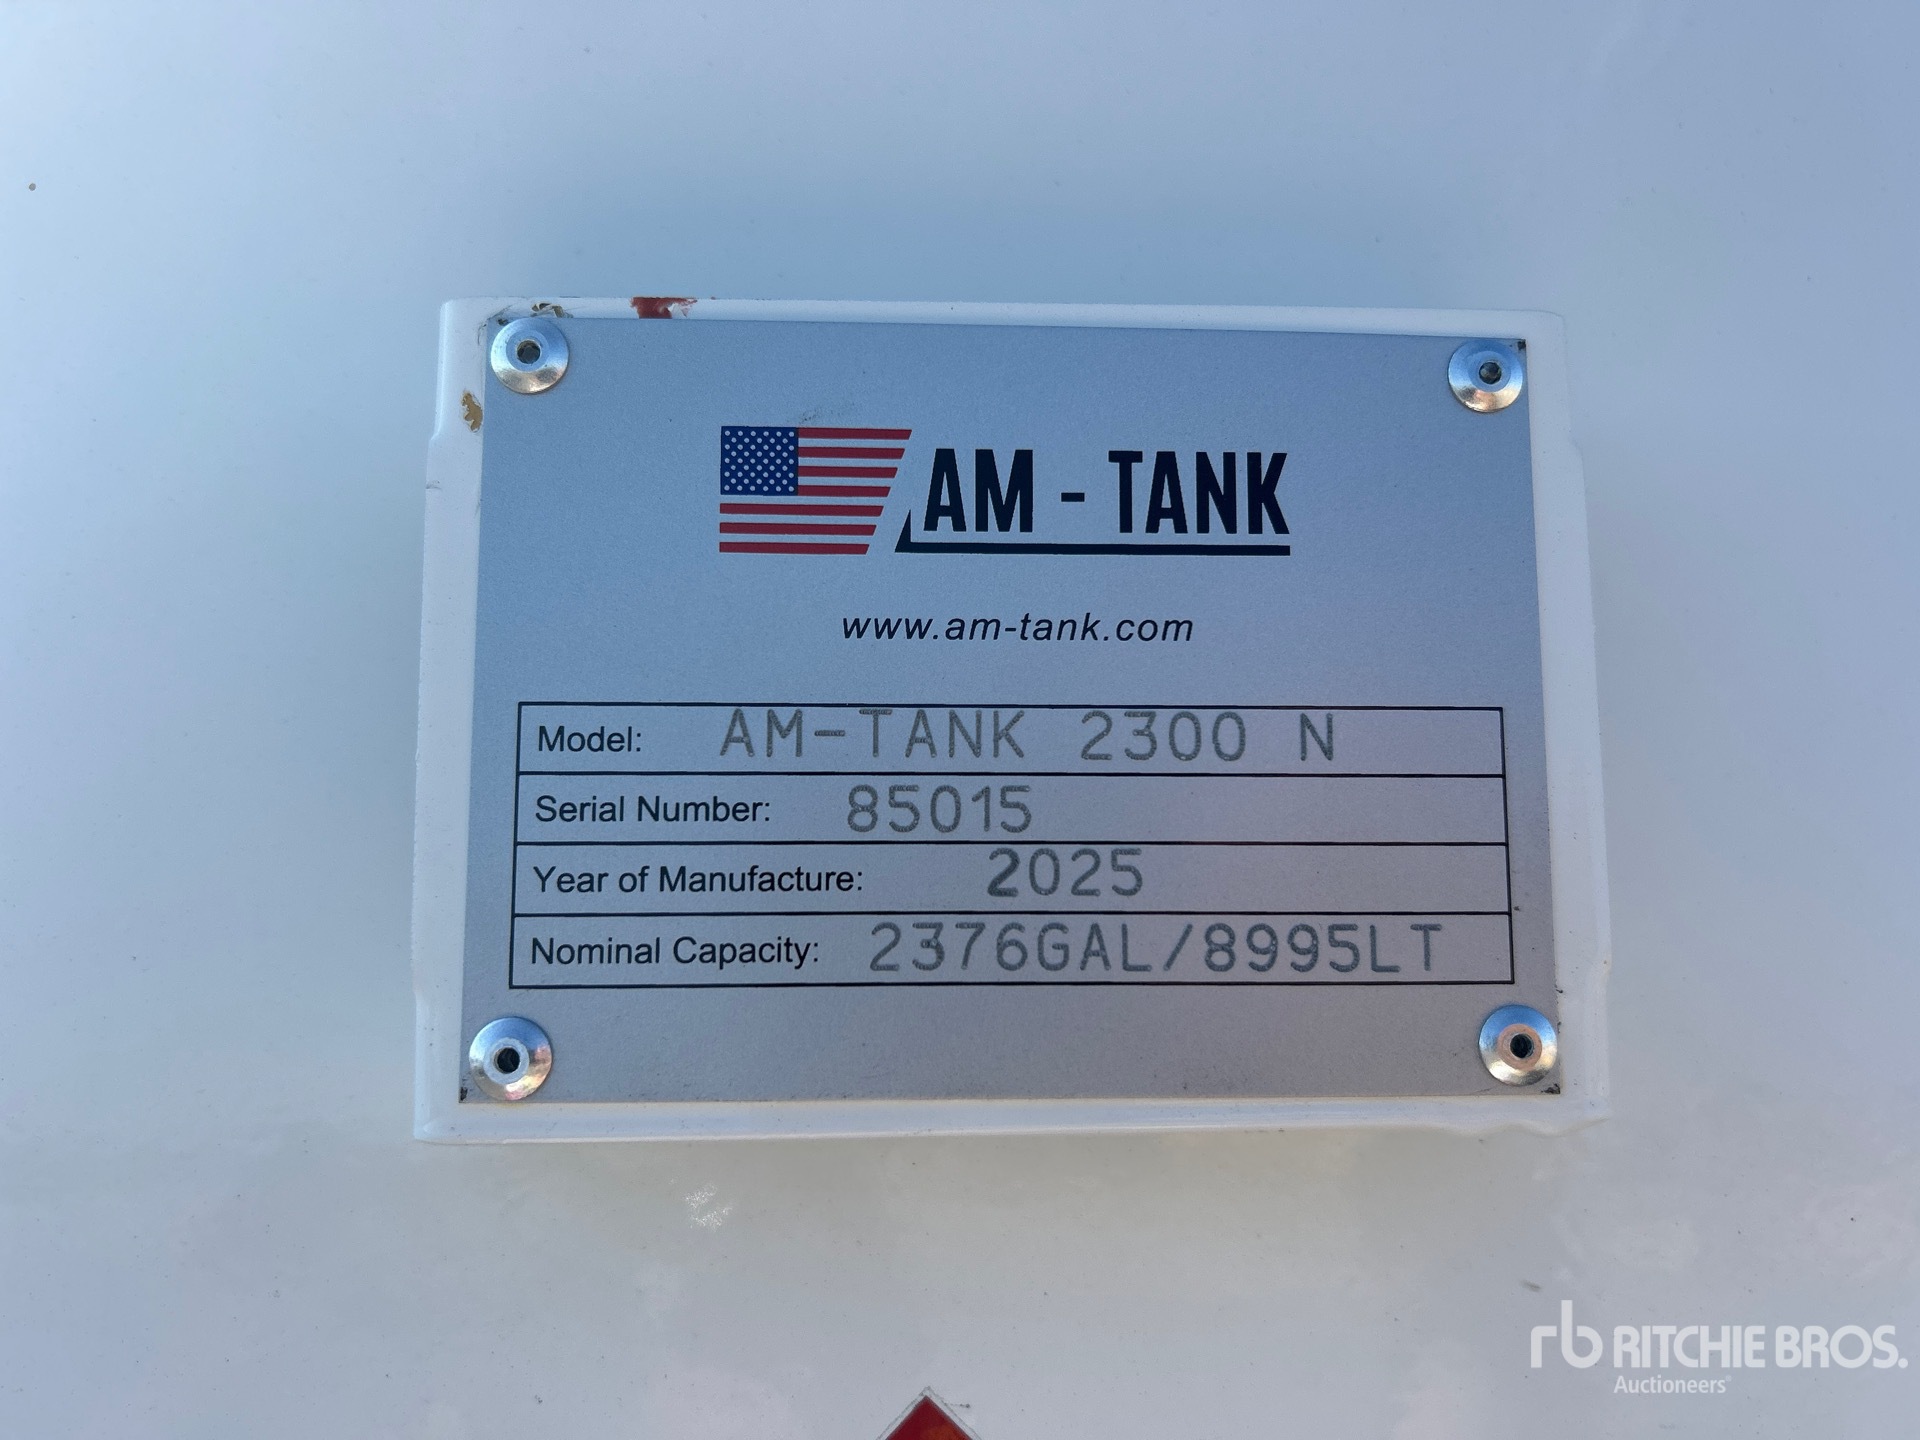 AM - TANK
www.am-tank.com
Model: AM-TANK 2300 N
Serial Number: 85015
Year of Manufacture: 2025
Nominal Capacity: 2376GAL/8995LT
rb RITCHIE BROS.
Auctioneers